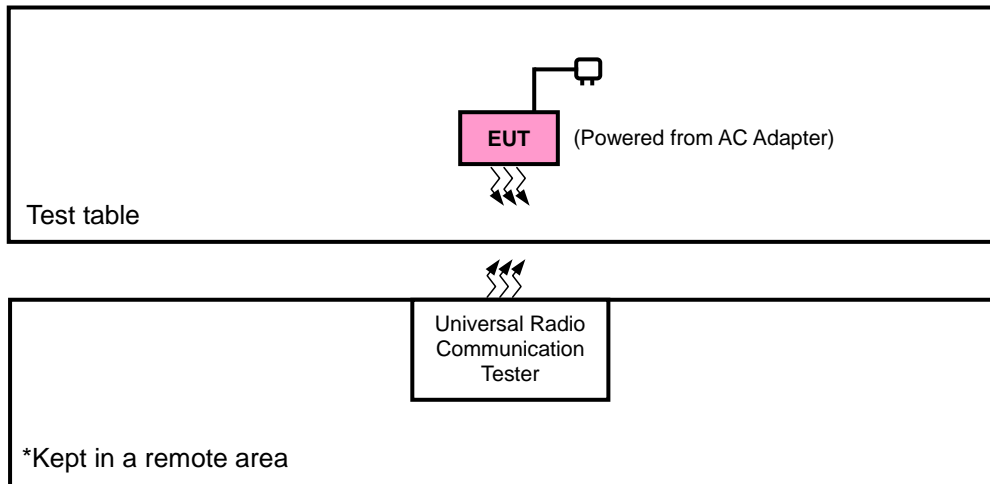 EUT
(Powered from AC Adapter)
Test table
Universal Radio
Communication
Tester
*Kept in a remote area